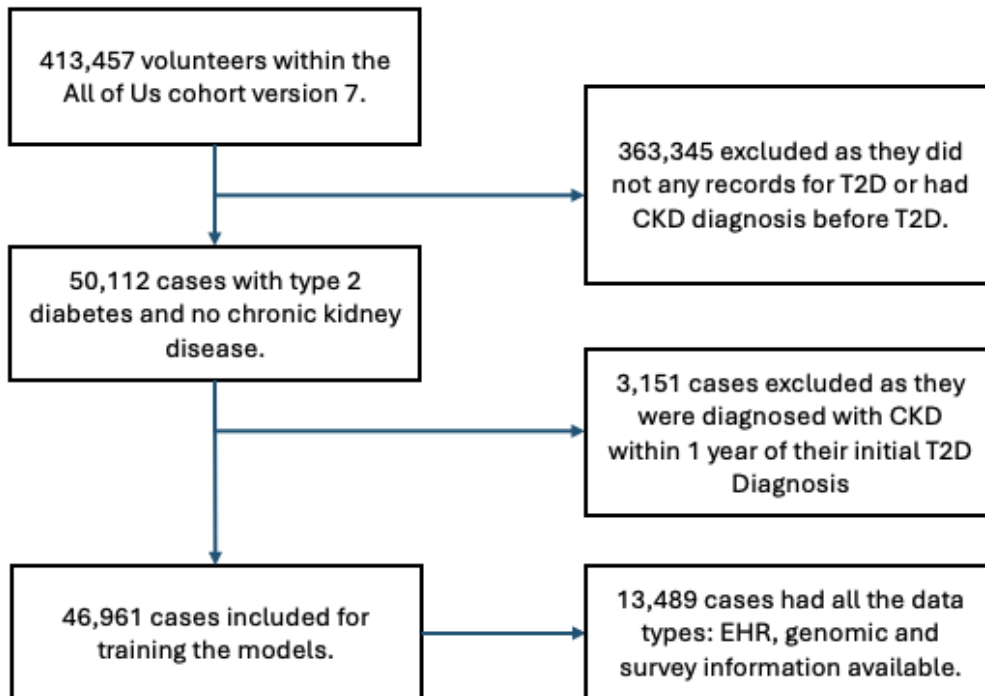 413,457 volunteers within the
All of Us cohort version 7.
363,345 excluded as they did
not any records for T2D or had
CKD diagnosis before T2D.
50,112 cases with type 2
diabetes and no chronic kidney
disease.
3,151 cases excluded as they
were diagnosed with CKD
within 1 year of their initial T2D
Diagnosis
46,961 cases included for
training the models.
13,489 cases had all the data
types: EHR, genomic and
survey information available.